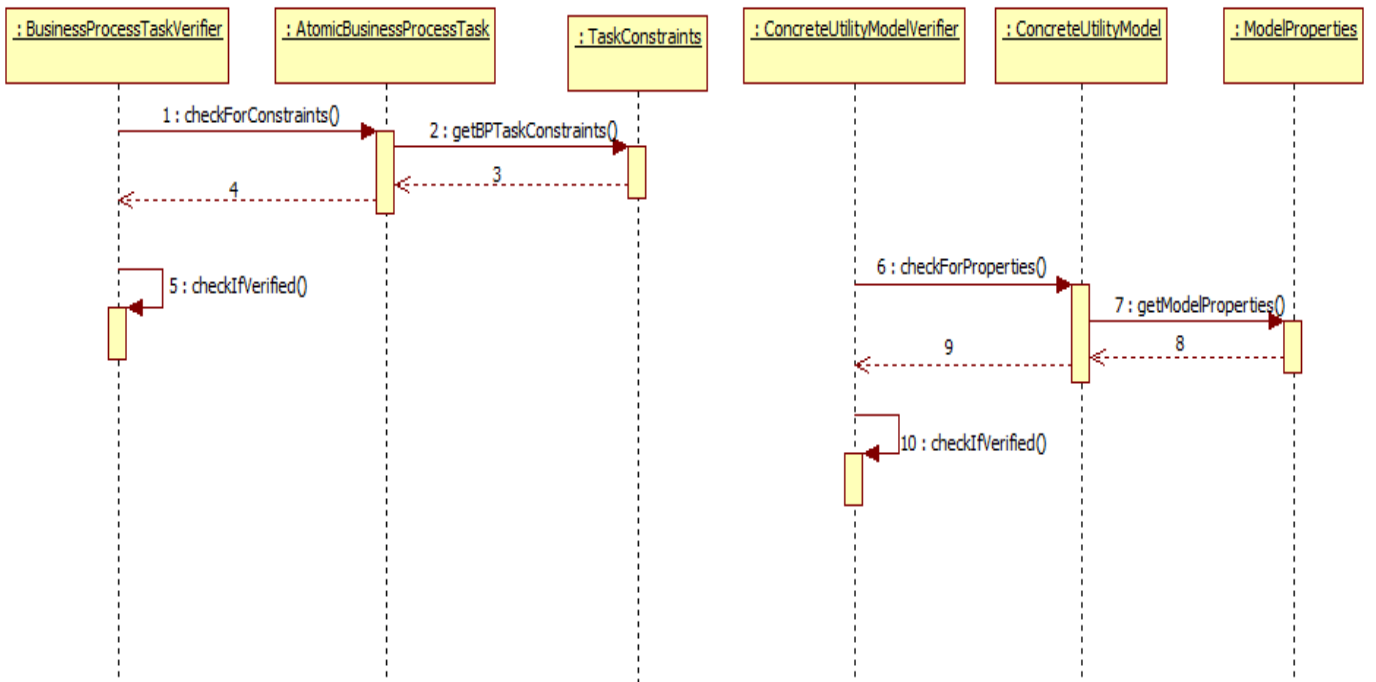 : BusinessProcessTaskVerifier
: AtomicBusinessProcessTask
: TaskConstraints
: ConcreteUtilityModelVerifier
: ConcreteUtilityModel
: ModelProperties
1 : checkForConstraints()
2 : getBPTaskConstraints()
3
4
5 : checkIfVerified()
6 : checkForProperties()
7 : getModelProperties()
8
9
10 : checkIfVerified()